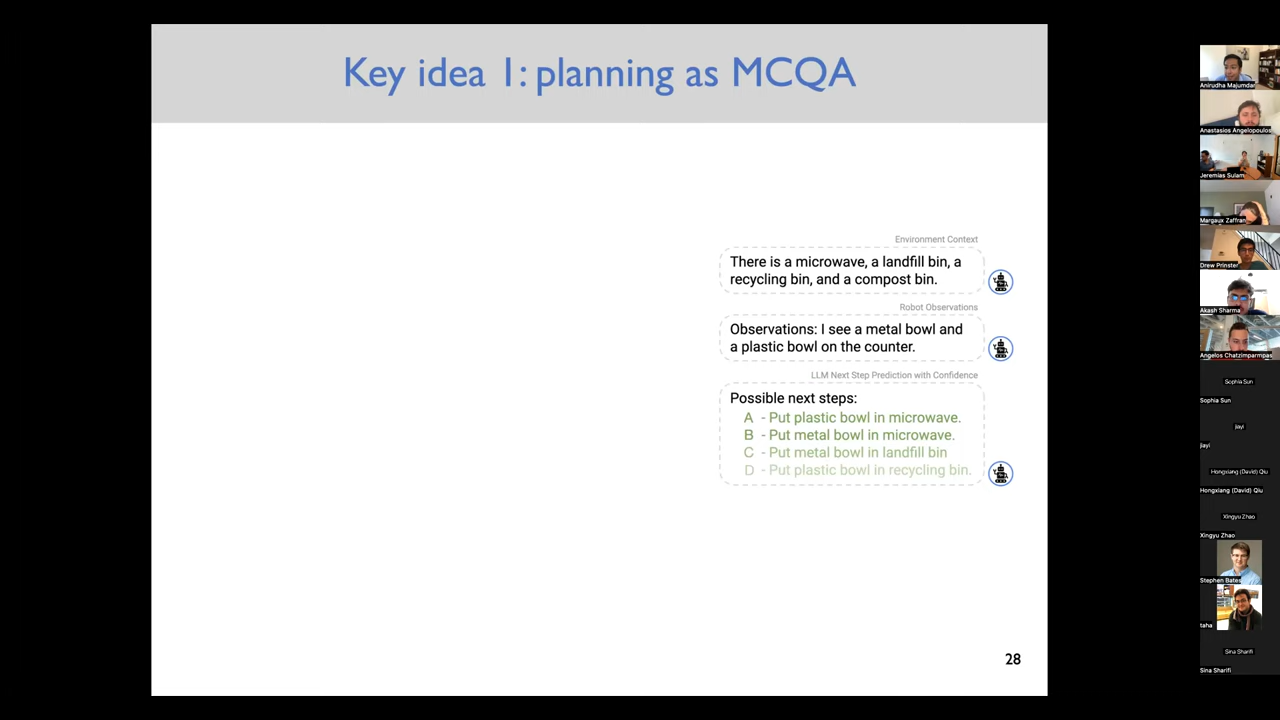 Key idea 1: planning as MCQA
Environment Context
There is a microwave, a landfill bin, a
recycling bin, and a compost bin.
Robot Observations
Observations: I see a metal bowl and
a plastic bowl on the counter.
LLM Next Step Prediction with Confidence
Possible next steps:
A - Put plastic bowl in microwave.
B - Put metal bowl in microwave.
C - Put metal bowl in landfill bin
D - Put plastic bowl in recycling bin.
28
Anirudha Majumdar
Anastasios Angelopoulos
Jeremias Sulam
Margaux Zaffran
Drew Prinster
Akash Sharma
Angelos Chatzimparmpas
Sophia Sun
Sophia Sun
Jiayi
Jiayi
Hongxiang (David) Qiu
Hongxiang (David) Qiu
Xingyu Zhao
Xingyu Zhao
Stephen Bates
taha
Sina Sharifi
Sina Sharifi